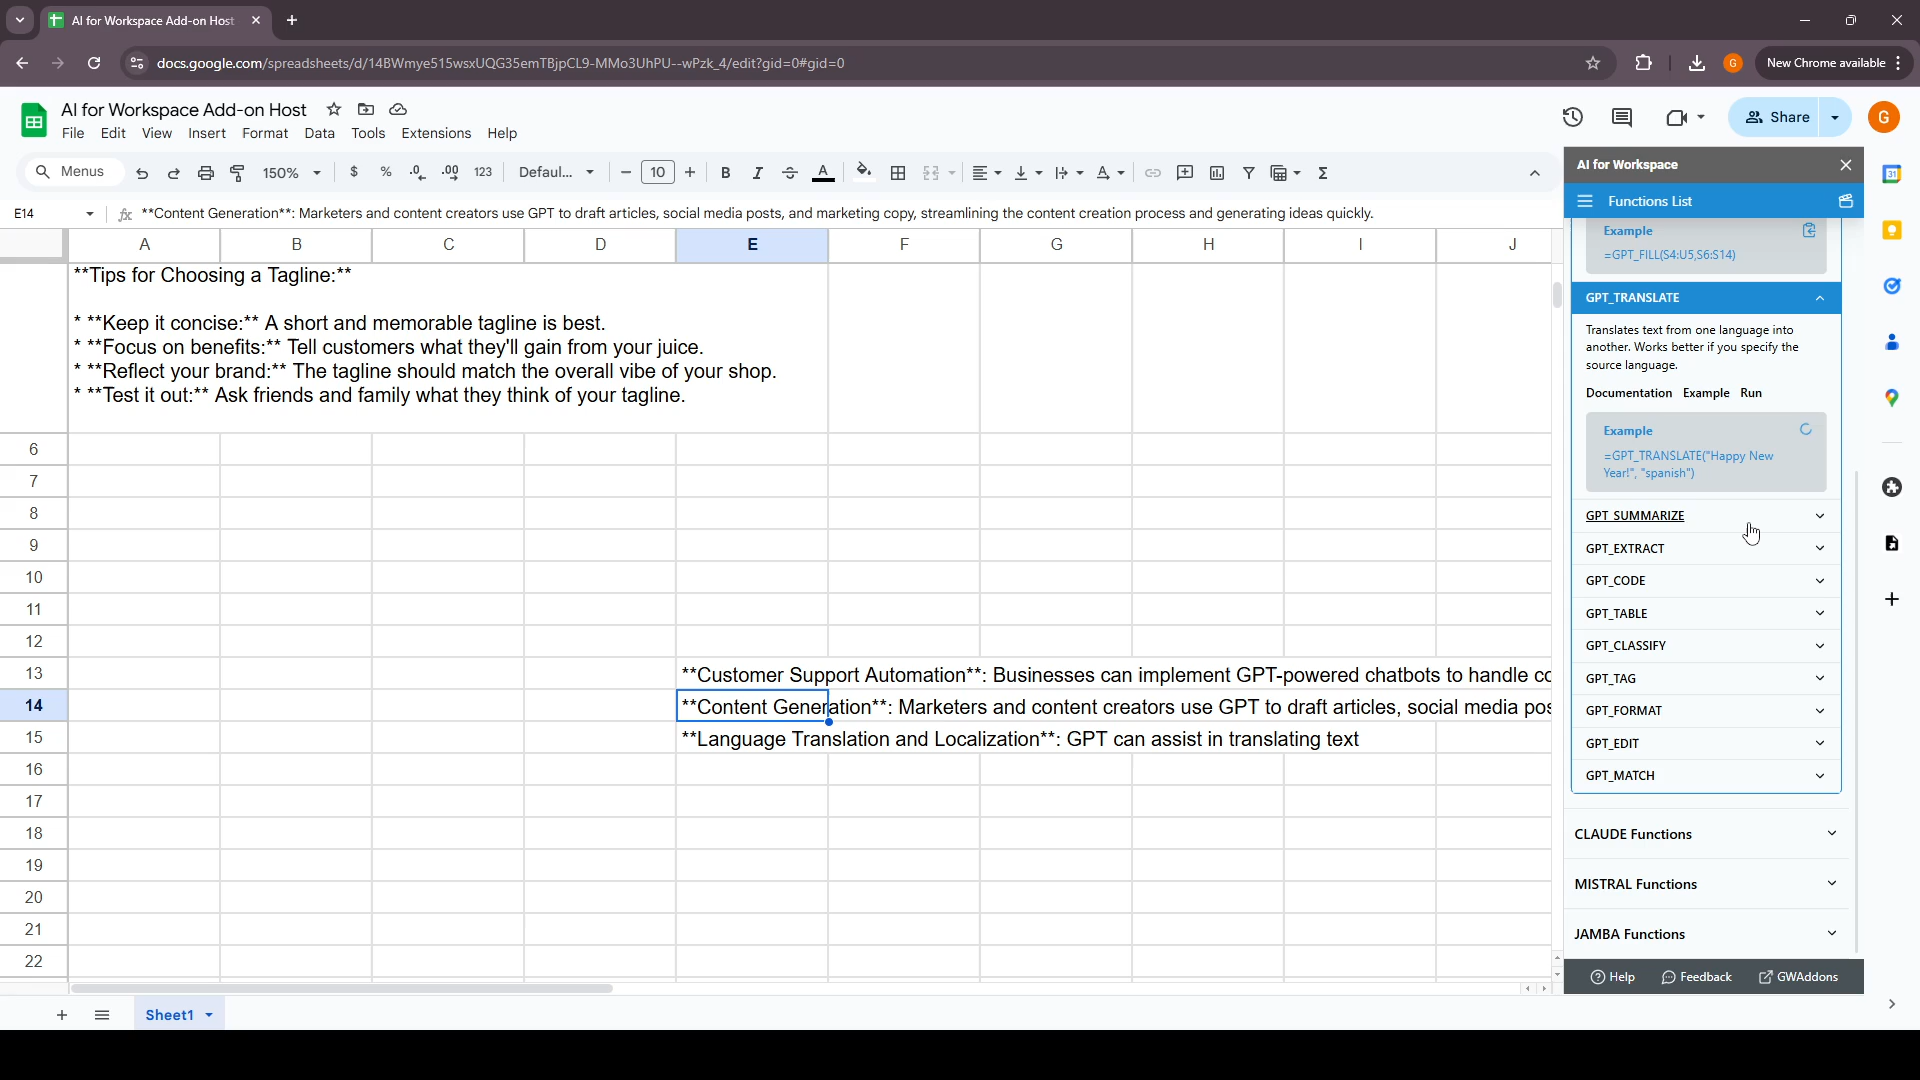 AI for Workspace Add-on Host
docs.google.com/spreadsheets/d/14BWmye515wsxUQG35emTBjpCL9-MMo3UhPU--wPzk_4/edit?gid=0#gid=0
G
New Chrome available
AI for Workspace Add-on Host
File Edit View Insert Format Data Tools Extensions Help
Share
G
Menus
150%
$ % .0 .00 123
Defaul...
10
B I A
E14
fx **Content Generation**: Marketers and content creators use GPT to draft articles, social media posts, and marketing copy, streamlining the content creation process and generating ideas quickly.
A B C D E F G H I J
**Tips for Choosing a Tagline:**
* **Keep it concise:** A short and memorable tagline is best.
* **Focus on benefits:** Tell customers what they'll gain from your juice.
* **Reflect your brand:** The tagline should match the overall vibe of your shop.
* **Test it out:** Ask friends and family what they think of your tagline.
6
7
8
9
10
11
12
13 **Customer Support Automation**: Businesses can implement GPT-powered chatbots to handle co
14 **Content Generation**: Marketers and content creators use GPT to draft articles, social media pos
15 **Language Translation and Localization**: GPT can assist in translating text
16
17
18
19
20
21
22
Sheet1
AI for Workspace
Functions List
Example
=GPT_FILL(S4:U5,S6:S14)
GPT_TRANSLATE
Translates text from one language into
another. Works better if you specify the
source language.
Documentation Example Run
Example
=GPT_TRANSLATE("Happy New
Year!", "spanish")
GPT_SUMMARIZE
GPT_EXTRACT
GPT_CODE
GPT_TABLE
GPT_CLASSIFY
GPT_TAG
GPT_FORMAT
GPT_EDIT
GPT_MATCH
CLAUDE Functions
MISTRAL Functions
JAMBA Functions
Help Feedback GWAddons
31